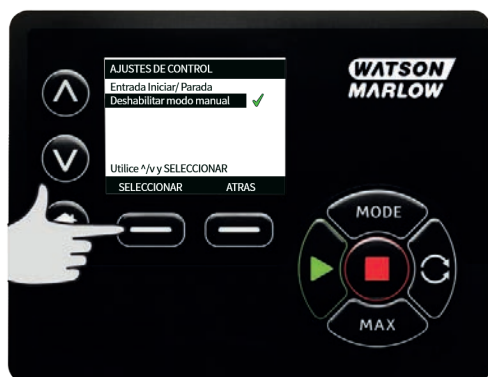 AJUSTES DE CONTROL
Entrada Iniciar/ Parada
Deshabilitar modo manual
Utilice ^/v y SELECCIONAR
SELECCIONAR ATRAS
WATSON
MARLOW
MODE
MAX